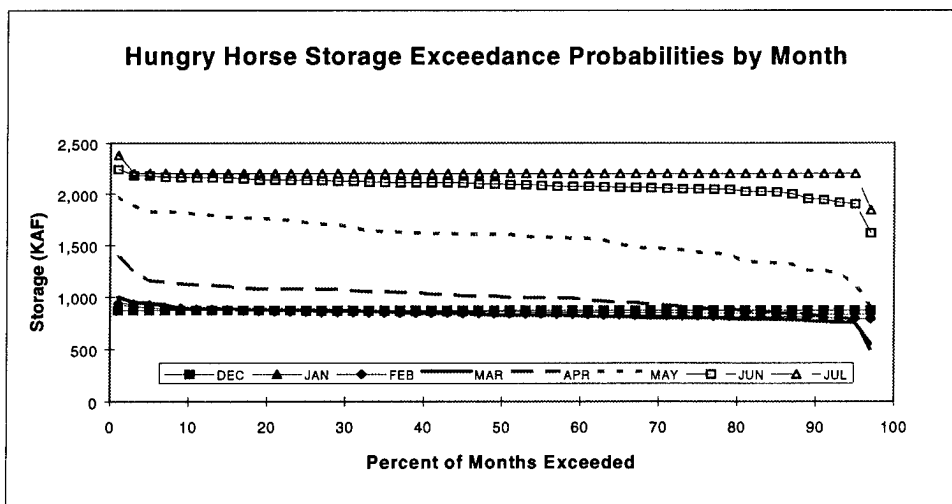 Hungry Horse Storage Exceedance Probabilities by Month
Storage (KAF)
2,500
2,000
1,500
1,000
500
0
DEC JAN FEB MAR APR MAY JUN JUL
0 10 20 30 40 50 60 70 80 90 100
Percent of Months Exceeded